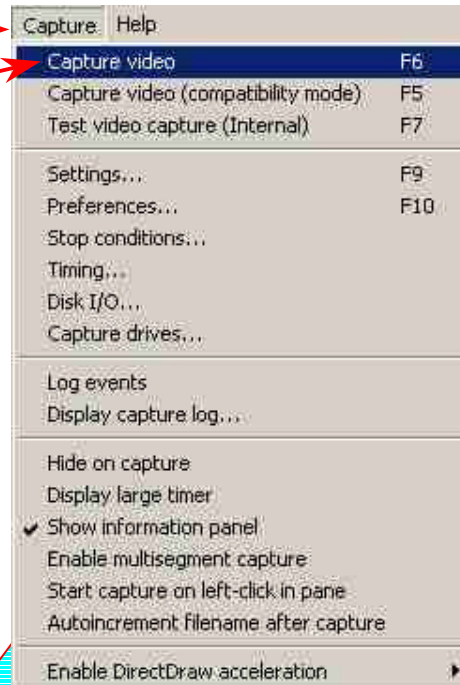 Capture Help
Capture video F6
Capture video (compatibility mode) F5
Test video capture (Internal) F7
Settings... F9
Preferences... F10
Stop conditions...
Timing...
Disk I/O...
Capture drives...
Log events
Display capture log...
Hide on capture
Display large timer
Show information panel
Enable multisegment capture
Start capture on left-click in pane
Autoincrement filename after capture
Enable DirectDraw acceleration